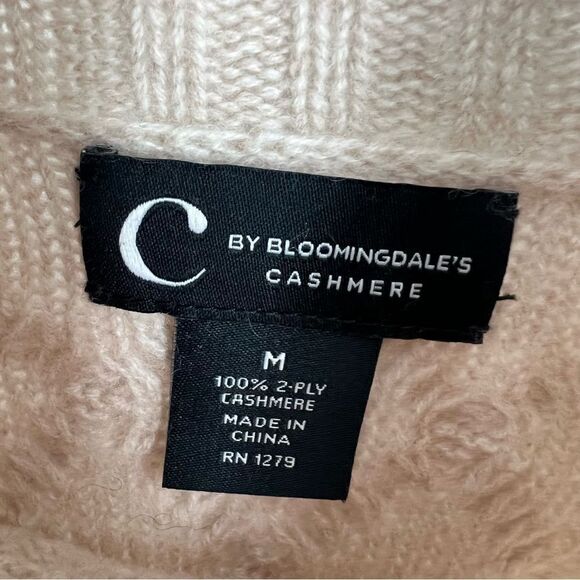 C
BY BLOOMINGDALE'S
CASHMERE
M
100% 2-PLY
CASHMERE
MADE IN
CHINA
RN 1279